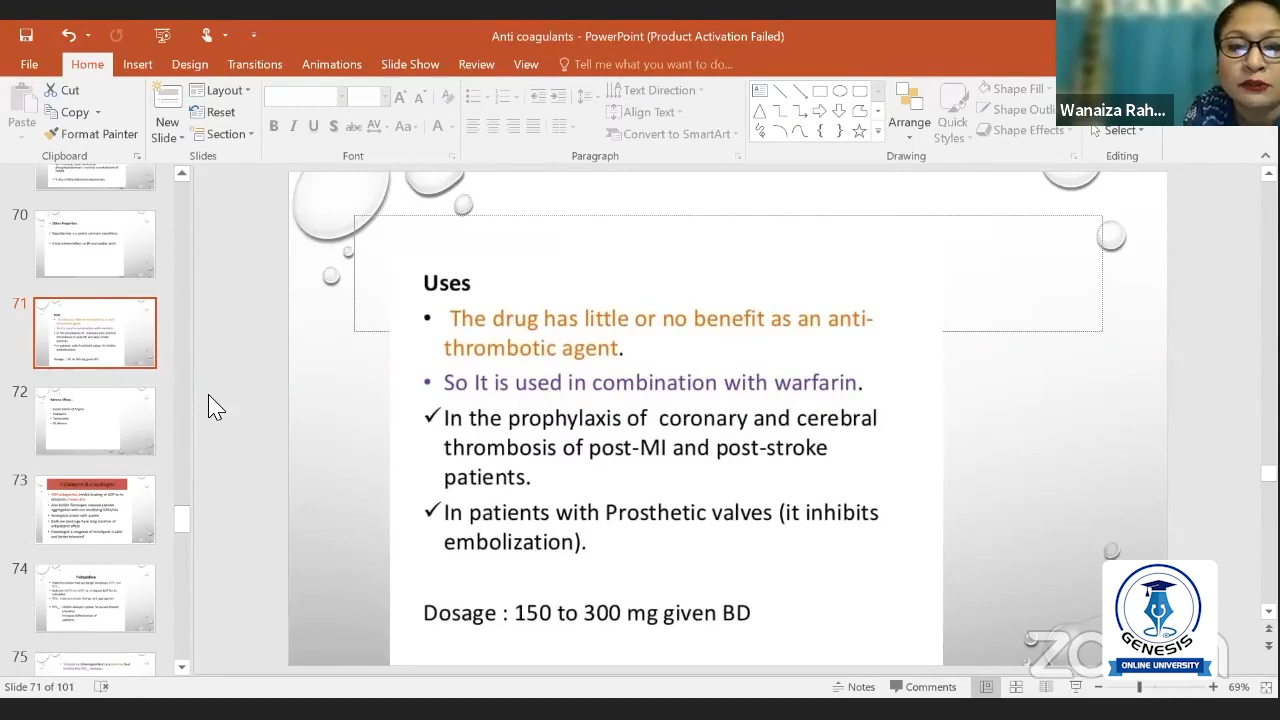 Anti coagulants - PowerPoint (Product Activation Failed)
File Home Insert Design Transitions Animations Slide Show Review View Tell me what you want to do...
Wanaiza Rah...
Paste
Cut
Copy
Format Painter
Clipboard
New
Slide
Layout
Reset
Section
Slides
B I U S abc AV Aa A
Font
Text Direction
Align Text
Convert to SmartArt
Paragraph
Arrange
Quick
Styles
Shape Fill
Shape Outli
Shape Effects
Drawing
Select
Editing
70
71
72
73
74
75
Uses
• The drug has little or no benefit as an anti-
thrombotic agent.
• So It is used in combination with warfarin.
✓ In the prophylaxis of coronary and cerebral
thrombosis of post-MI and post-stroke
patients.
✓ In patients with Prosthetic valves (it inhibits
embolization).
Dosage : 150 to 300 mg given BD
zoom
GENESIS
ONLINE UNIVERSITY
Slide 71 of 101
Notes
Comments
69%